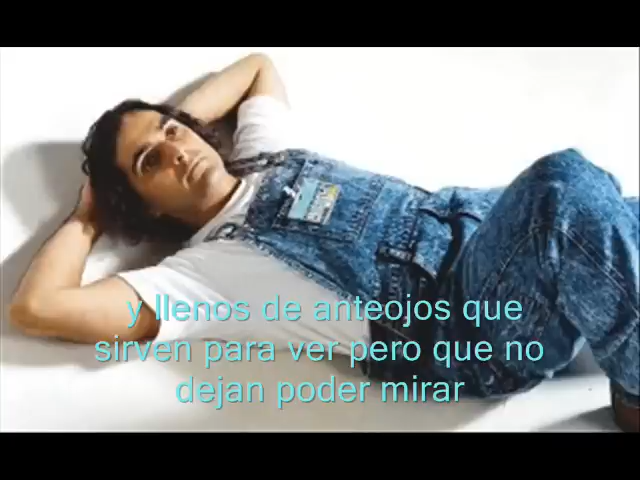 y llenos de anteojos que
sirven para ver pero que no
dejan poder mirar